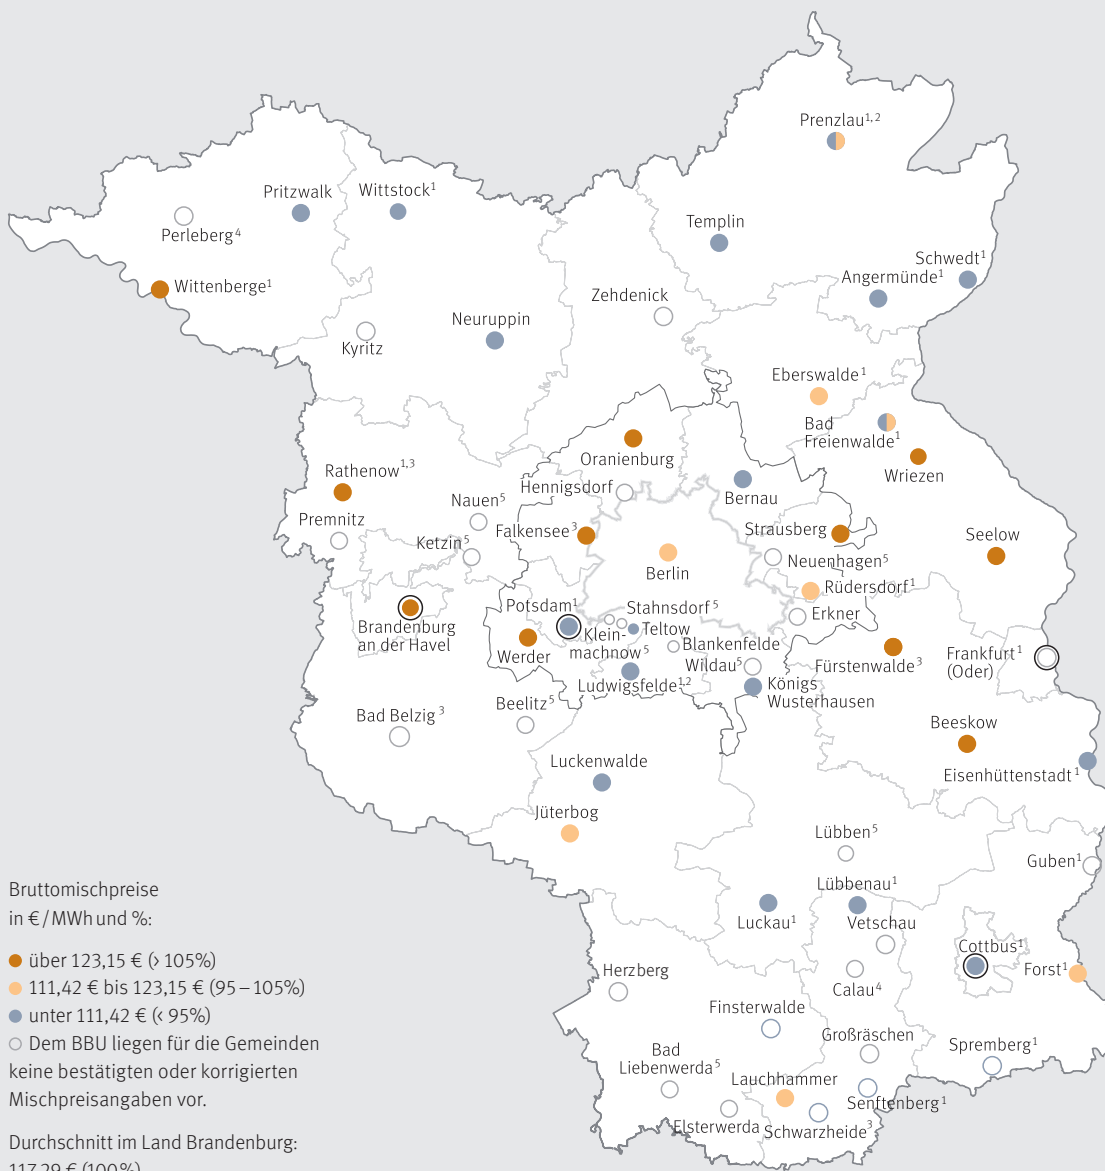 Prenzlau1, 2
Pritzwalk
Wittstock1
Perleberg4
Templin
Schwedt1
Angermünde1
Wittenberge1
Zehdenick
Neuruppin
Kyritz
Eberswalde1
Bad
Freienwalde1
Oranienburg
Wriezen
Rathenow1,3
Hennigsdorf
Bernau
Nauen5
Premnitz
Falkensee3
Strausberg
Seelow
Ketzin5
Neuenhagen5
Berlin
Rüdersdorf1
Potsdam1
Stahnsdorf5
Erkner
Brandenburg
an der Havel
Klein-
machnow5
Teltow
Blankenfelde
Werder
Wildau5
Fürstenwalde3
Frankfurt1
(Oder)
Ludwigsfelde1,2
Königs
Wusterhausen
Bad Belzig3
Beelitz5
Beeskow
Luckenwalde
Eisenhüttenstadt1
Jüterbog
Lübben5
Guben1
Lübbenau1
Luckau1
Vetschau
Cottbus1
Forst1
Herzberg
Calau4
Finsterwalde
Großräschen
Spremberg1
Bad
Liebenwerda5
Lauchhammer
Senftenberg1
Elsterwerda
Schwarzheide3
Bruttomischpreise
in €/MWh und %:
über 123,15 € (> 105%)
111,42 € bis 123,15 € (95–105%)
unter 111,42 € (< 95%)
Dem BBU liegen für die Gemeinden
keine bestätigten oder korrigierten
Mischpreisangaben vor.
Durchschnitt im Land Brandenburg:
117,29 € (100%)